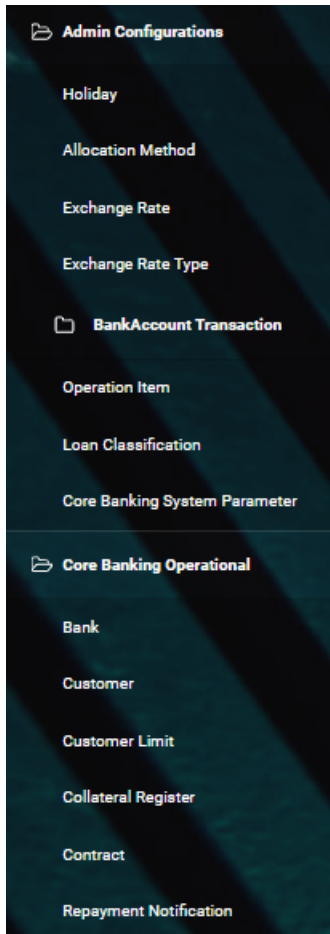 Admin Configurations
Holiday
Allocation Method
Exchange Rate
Exchange Rate Type
BankAccount Transaction
Operation Item
Loan Classification
Core Banking System Parameter
Core Banking Operational
Bank
Customer
Customer Limit
Collateral Register
Contract
Repayment Notification